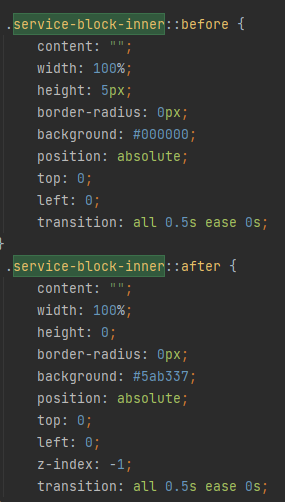 .service-block-inner::before {
    content: "";
    width: 100%;
    height: 5px;
    border-radius: 0px;
    background: #000000;
    position: absolute;
    top: 0;
    left: 0;
    transition: all 0.5s ease 0s;
}
.service-block-inner::after {
    content: "";
    width: 100%;
    height: 0;
    border-radius: 0px;
    background: #5ab337;
    position: absolute;
    top: 0;
    left: 0;
    z-index: -1;
    transition: all 0.5s ease 0s;